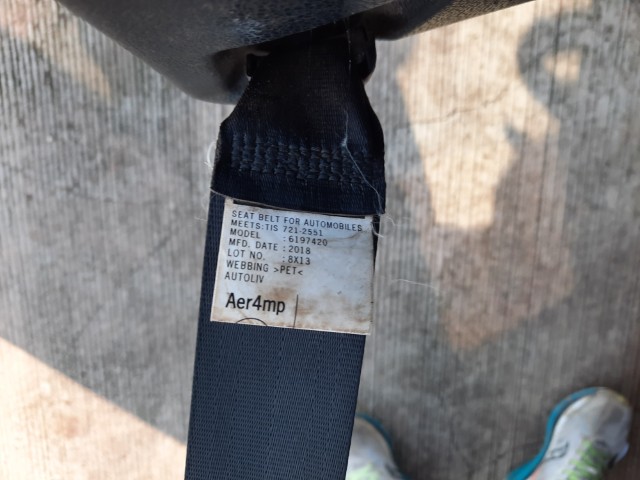 SEAT BELT FOR AUTOMOBILES
MEETS:TIS 721-2551
MODEL : 6197420
MFD. DATE : 2018
LOT NO. : 8X13
WEBBING >PET<
AUTOLIV
Aer4mp